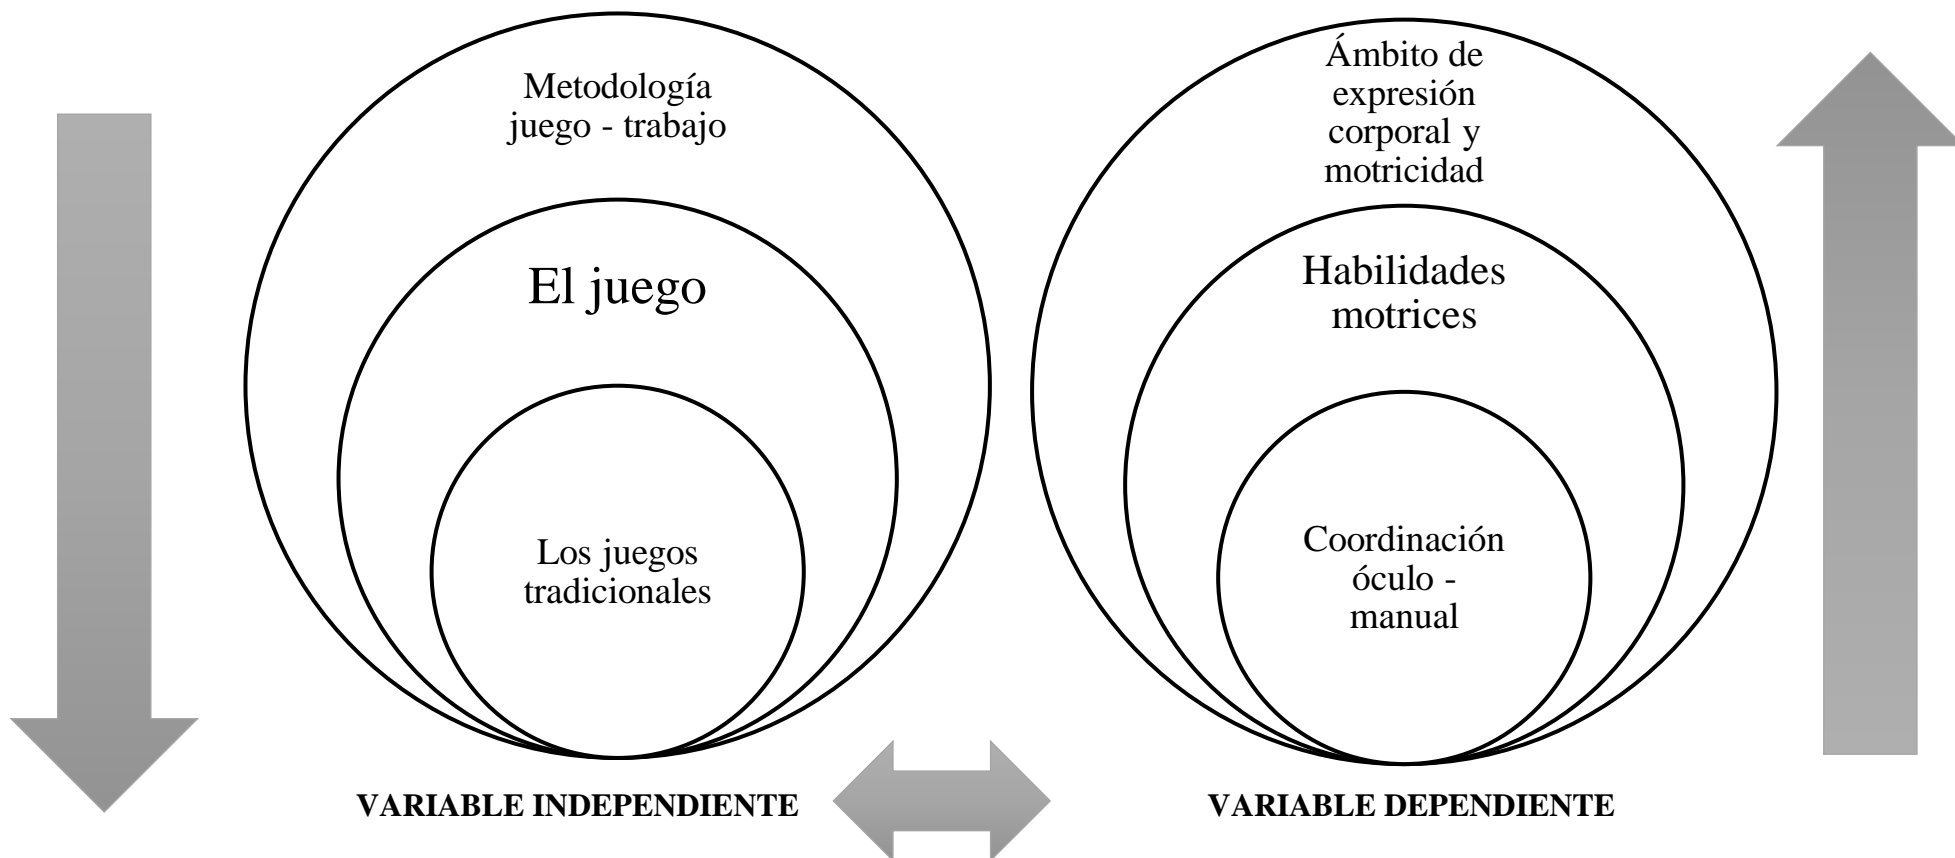 Metodología
juego - trabajo
El juego
Los juegos
tradicionales
VARIABLE INDEPENDIENTE
Ámbito de
expresión
corporal y
motricidad
Habilidades
motrices
Coordinación
óculo -
manual
VARIABLE DEPENDIENTE